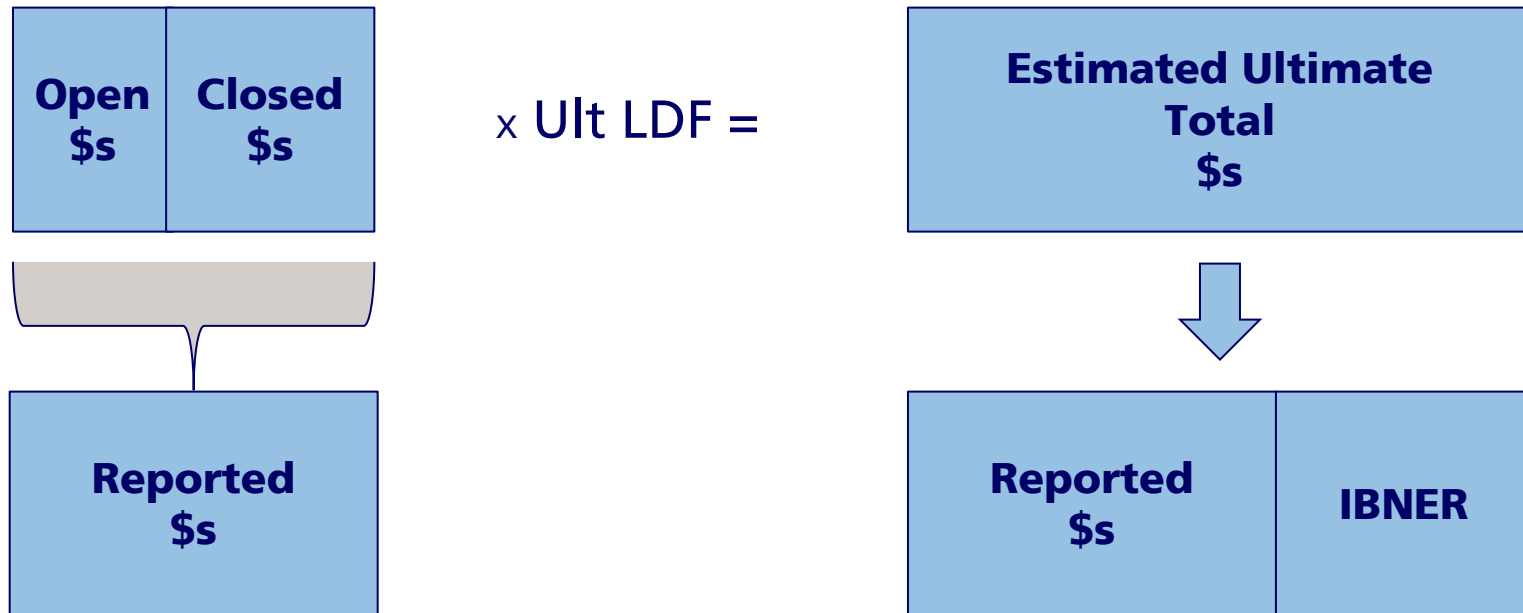 Open
$s
Closed
$s
x Ult LDF =
Estimated Ultimate
Total
$s
Reported
$s
Reported
$s
IBNER